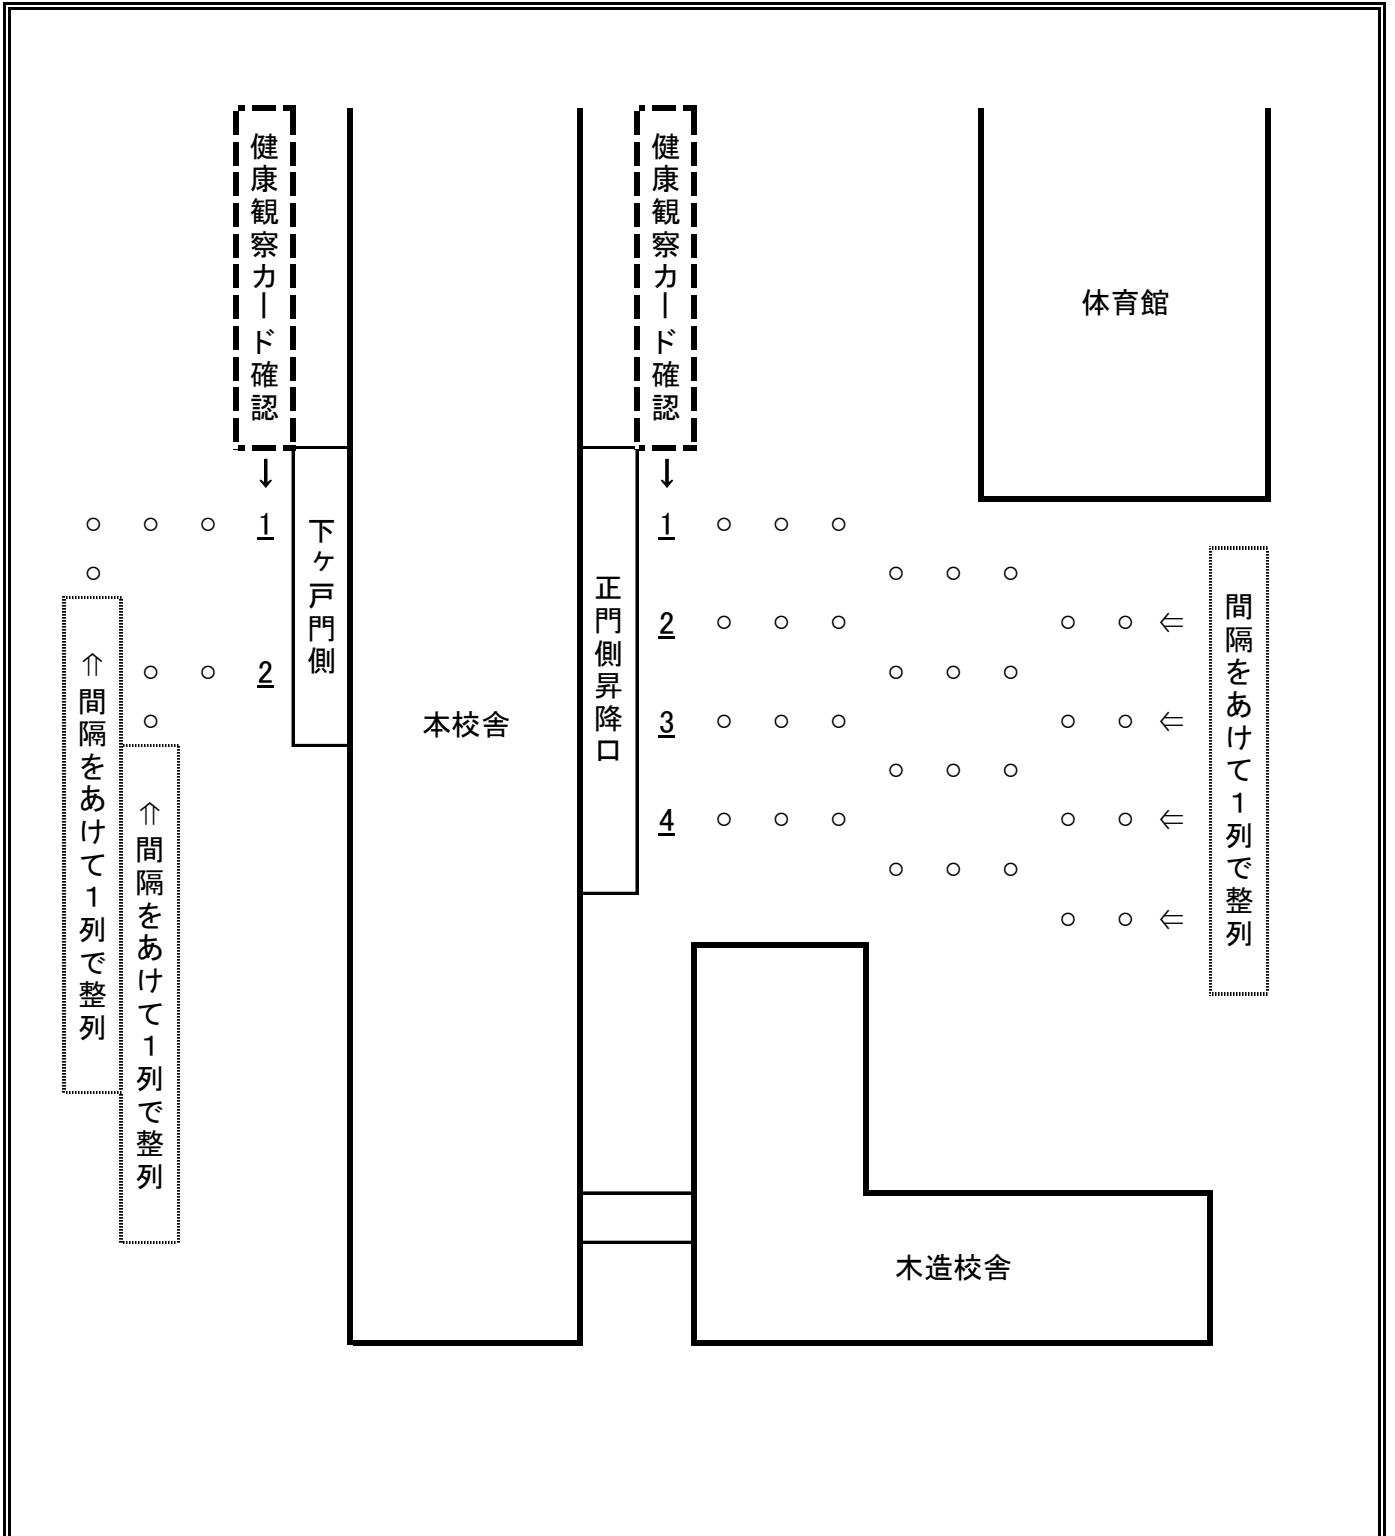 健康観察カード確認
健康観察カード確認
体育館
↓
↓
○ ○ ○ 1
1 ○ ○ ○
下ケ戸門側
正門側昇降口
間隔をあけて1列で整列
○
○ ○ ○
2 ○ ○ ○
○ ○ ⇐
○ ○ 2
○ ○ ○
○
本校舎
3 ○ ○ ○
○ ○ ⇐
○ ○ ○
4 ○ ○ ○
○ ○ ⇐
○ ○ ○
○ ○ ⇐
⇑間隔をあけて1列で整列
⇑間隔をあけて1列で整列
木造校舎